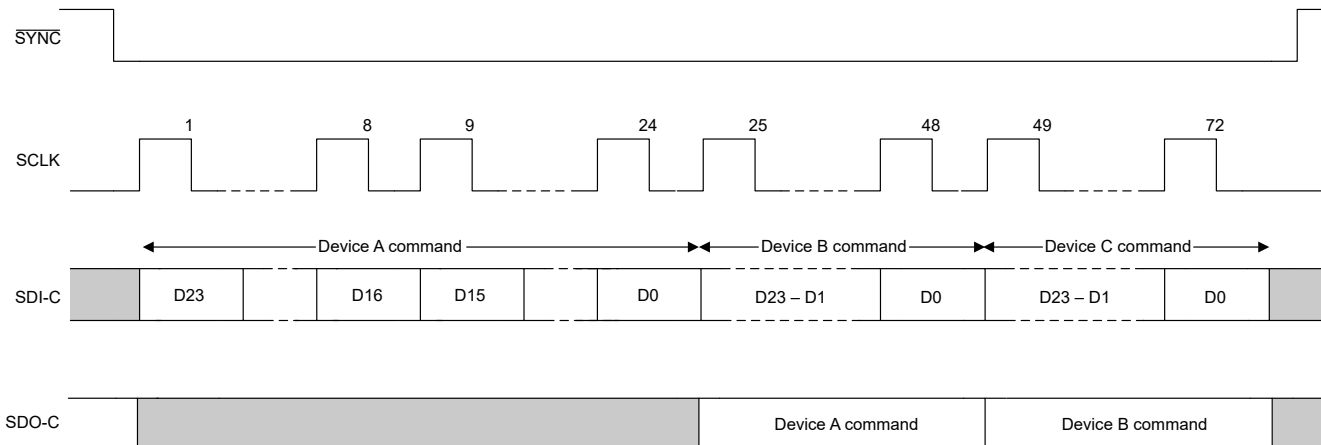 SYNC
1 8 9 24 25 48 49 72
SCLK
Device A command Device B command Device C command
SDI-C D23 D16 D15 D0 D23 – D1 D0 D23 – D1 D0
SDO-C Device A command Device B command